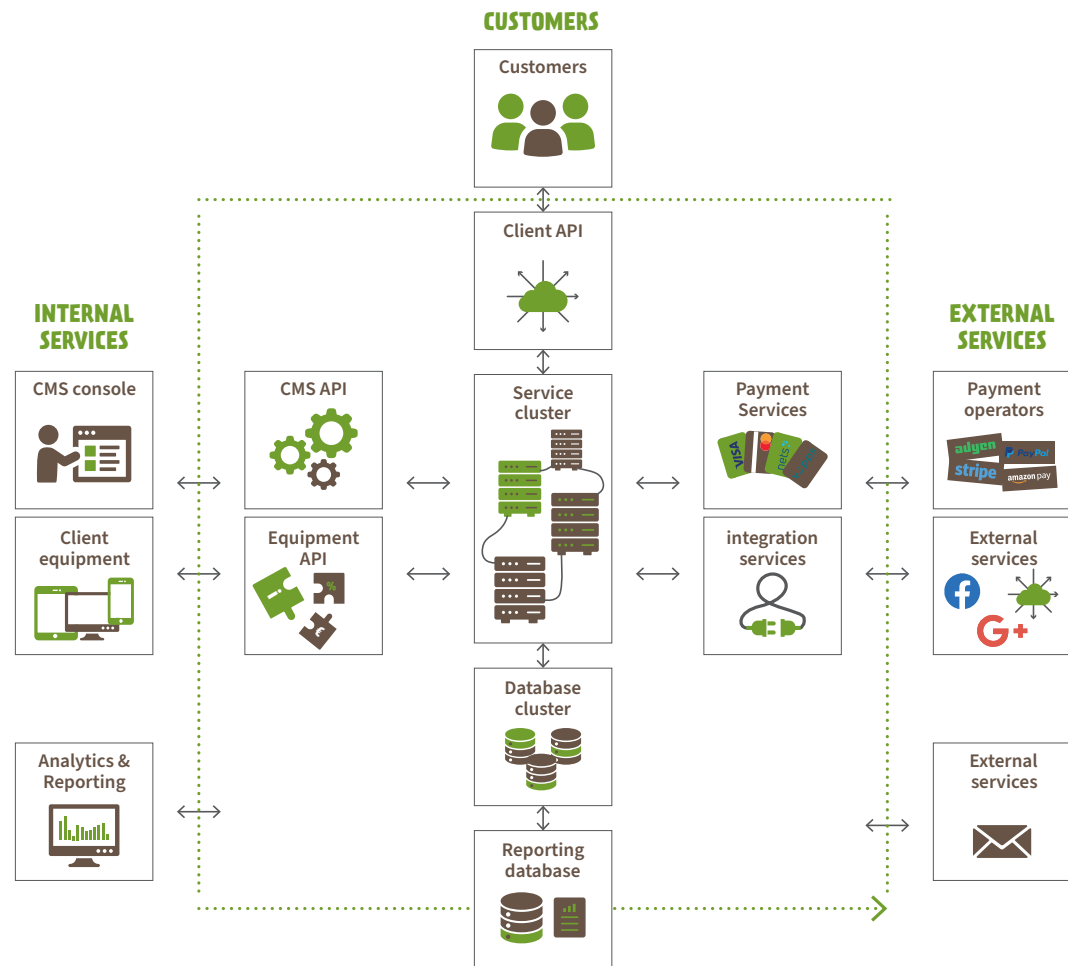 CUSTOMERS
Customers
Client API
INTERNAL
SERVICES
EXTERNAL
SERVICES
CMS console
CMS API
Service
cluster
Payment
Services
VISA
nets
Payment
operators
adyen
PayPal
stripe
amazon pay
Client
equipment
Equipment
API
%
£
integration
services
External
services
f
G+
Database
cluster
Analytics &
Reporting
External
services
Reporting
database